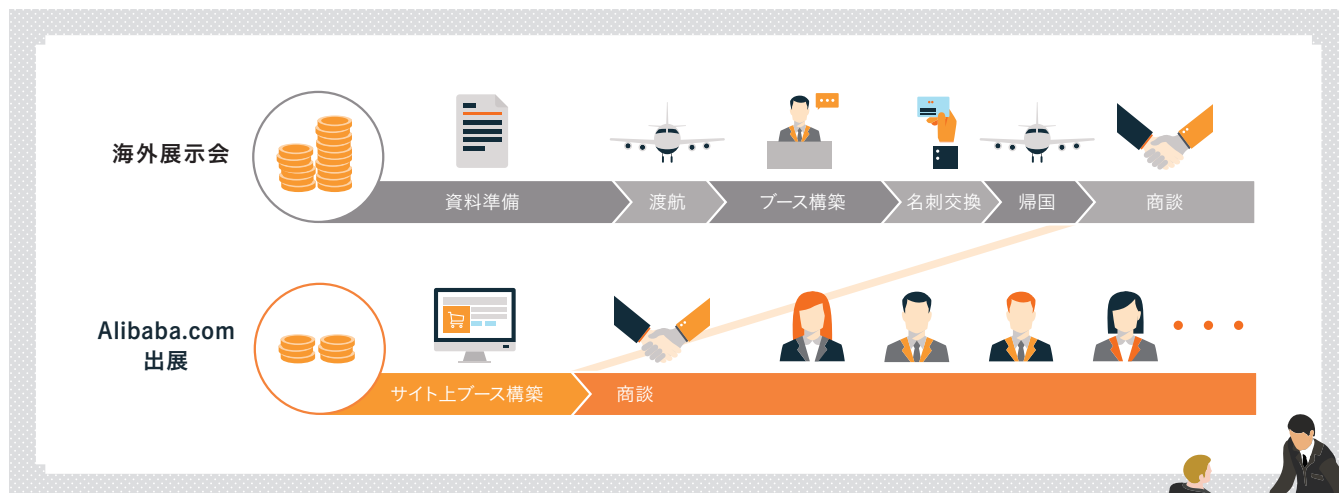 海外展示会
資料準備
渡航
ブース構築
名刺交換
帰国
商談
Alibaba.com
出展
サイト上ブース構築
商談